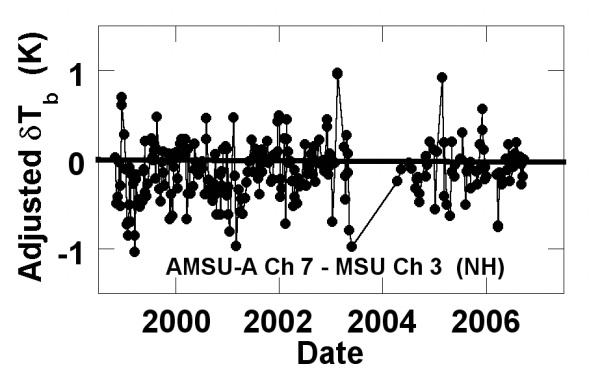 Adjusted δT_b (K)
1
0
-1
AMSU-A Ch 7 - MSU Ch 3 (NH)
2000 2002 2004 2006
Date